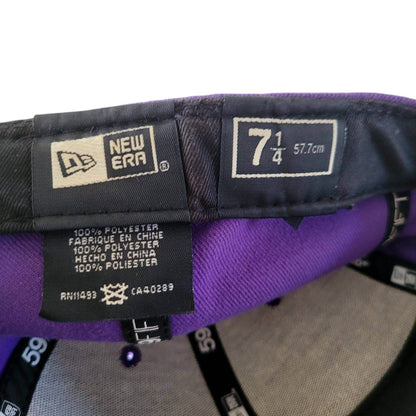 NEW
ERA®
7 1/4 57.7cm
100% POLYESTER
FABRIQUE EN CHINE
100% POLYESTER
HECHO EN CHINA
100% POLIESTER
RN11493 CA40289